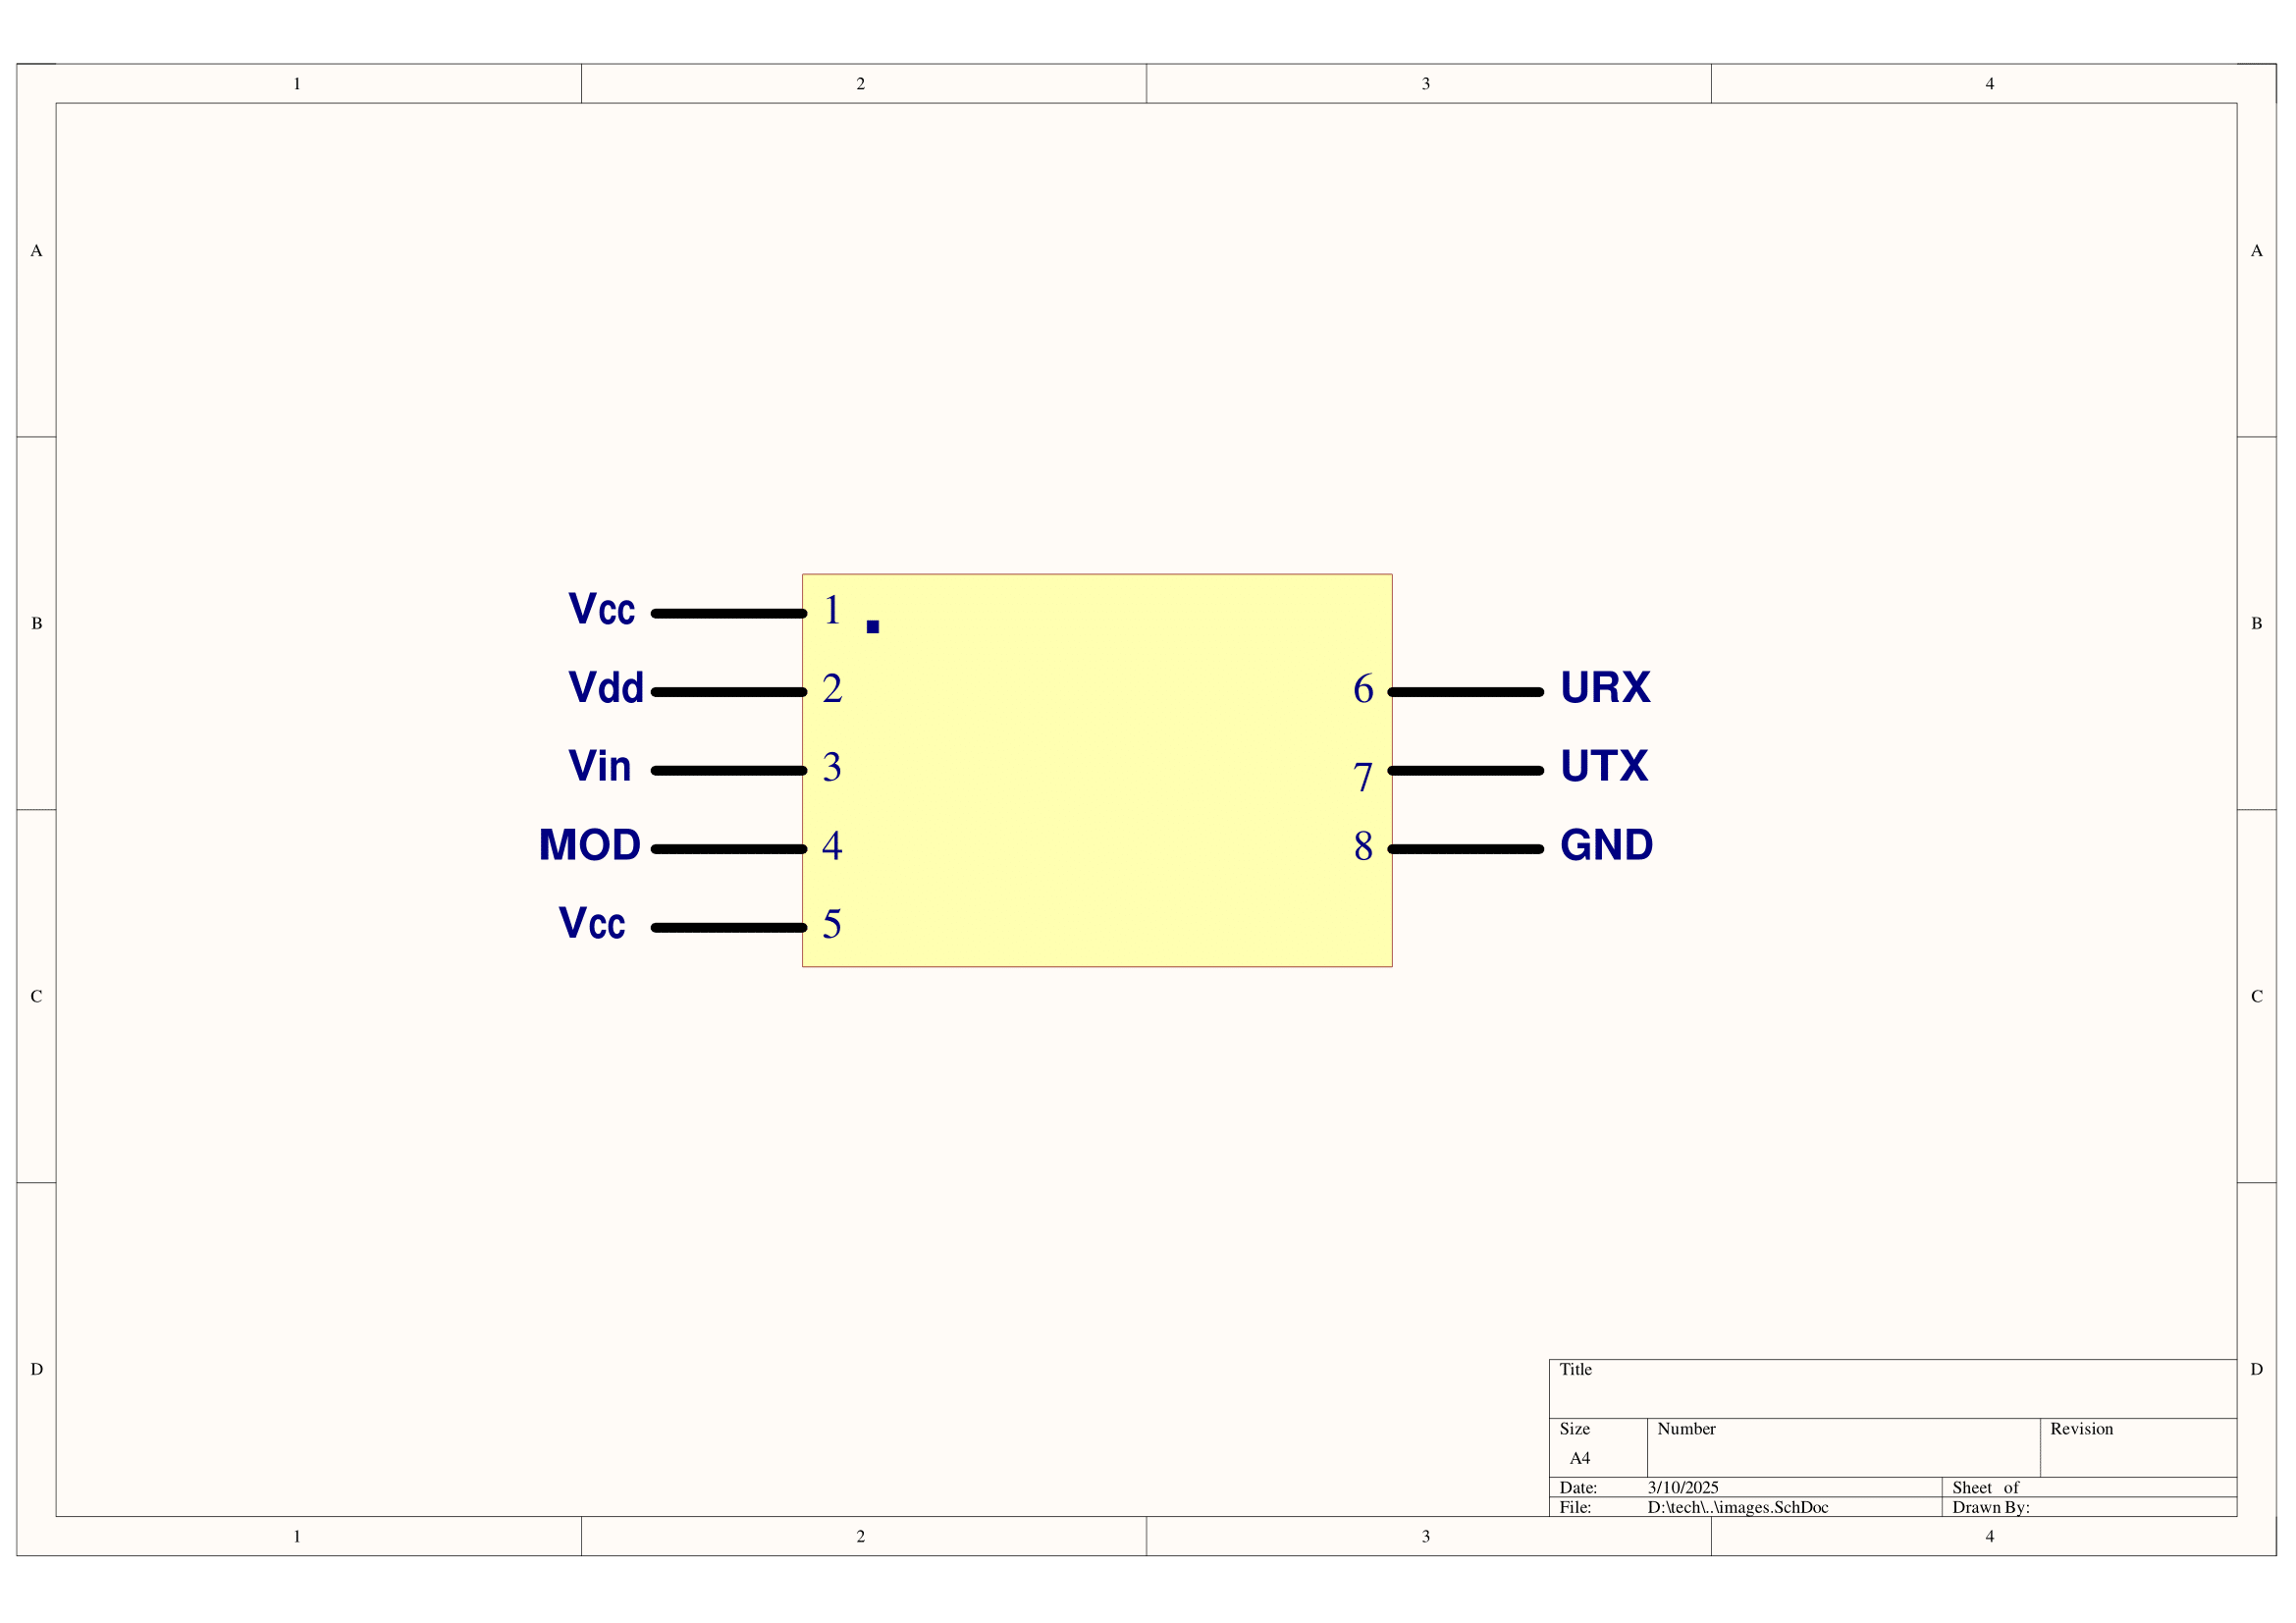 1 2 3 4
A A
Vcc 1 .
Vdd 2 6 URX
B B
Vin 3 7 UTX
MOD 4 8 GND
Vcc 5
C C
D D
Title
Size Number Revision
A4
Date: 3/10/2025 Sheet of
File: D:\tech\..\images.SchDoc Drawn By:
1 2 3 4